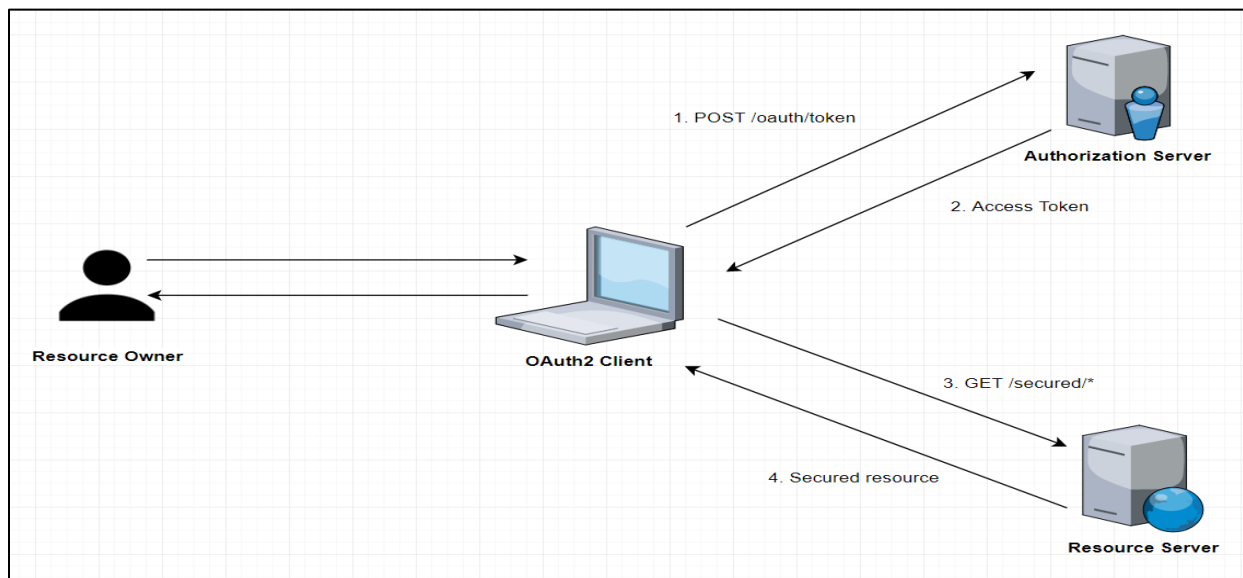 1. POST /oauth/token
Authorization Server
2. Access Token
Resource Owner
OAuth2 Client
3. GET /secured/*
4. Secured resource
Resource Server